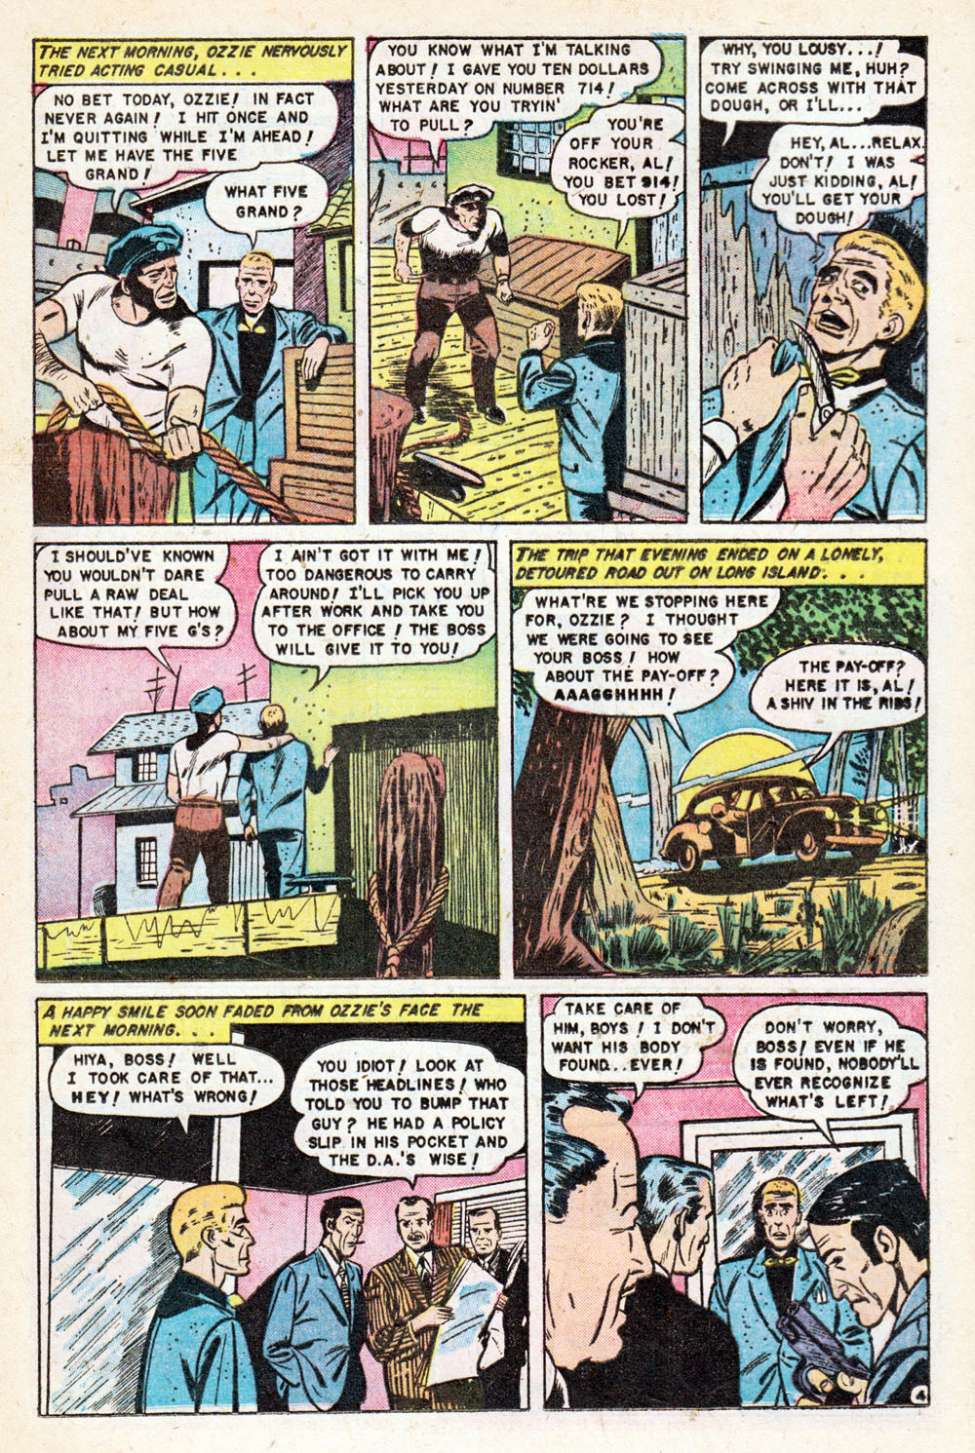 THE NEXT MORNING, OZZIE NERVOUSLY
TRIED ACTING CASUAL . . .
NO BET TODAY, OZZIE! IN FACT
NEVER AGAIN! I HIT ONCE AND
I'M QUITTING WHILE I'M AHEAD!
LET ME HAVE THE FIVE
GRAND!
WHAT FIVE
GRAND?
YOU KNOW WHAT I'M TALKING
ABOUT! I GAVE YOU TEN DOLLARS
YESTERDAY ON NUMBER 714!
WHAT ARE YOU TRYIN'
TO PULL?
YOU'RE
OFF YOUR
ROCKER, AL!
YOU BET 914!
YOU LOST!
WHY, YOU LOUSY...!
TRY SWINGING ME, HUH?
COME ACROSS WITH THAT
DOUGH, OR I'LL...
HEY, AL...RELAX.
DON'T! I WAS
JUST KIDDING, AL!
YOU'LL GET YOUR
DOUGH!
I SHOULD'VE KNOWN
YOU WOULDN'T DARE
PULL A RAW DEAL
LIKE THAT! BUT HOW
ABOUT MY FIVE G'S?
I AIN'T GOT IT WITH ME!
TOO DANGEROUS TO CARRY
AROUND! I'LL PICK YOU UP
AFTER WORK AND TAKE YOU
TO THE OFFICE! THE BOSS
WILL GIVE IT TO YOU!
THE TRIP THAT EVENING ENDED ON A LONELY,
DETOURED ROAD OUT ON LONG ISLAND. . .
WHAT'RE WE STOPPING HERE
FOR, OZZIE? I THOUGHT
WE WERE GOING TO SEE
YOUR BOSS! HOW
ABOUT THE PAY-OFF?
AAAGGHHHH!
THE PAY-OFF?
HERE IT IS, AL!
A SHIV IN THE RIBS!
A HAPPY SMILE SOON FADED FROM OZZIE'S FACE THE
NEXT MORNING. . .
HIYA, BOSS! WELL
I TOOK CARE OF THAT...
HEY! WHAT'S WRONG!
YOU IDIOT! LOOK AT
THOSE HEADLINES! WHO
TOLD YOU TO BUMP THAT
GUY? HE HAD A POLICY
SLIP IN HIS POCKET AND
THE D.A.'S WISE!
TAKE CARE OF
HIM, BOYS! I DON'T
WANT HIS BODY
FOUND...EVER!
DON'T WORRY,
BOSS! EVEN IF HE
IS FOUND, NOBODY'LL
EVER RECOGNIZE
WHAT'S LEFT!
4